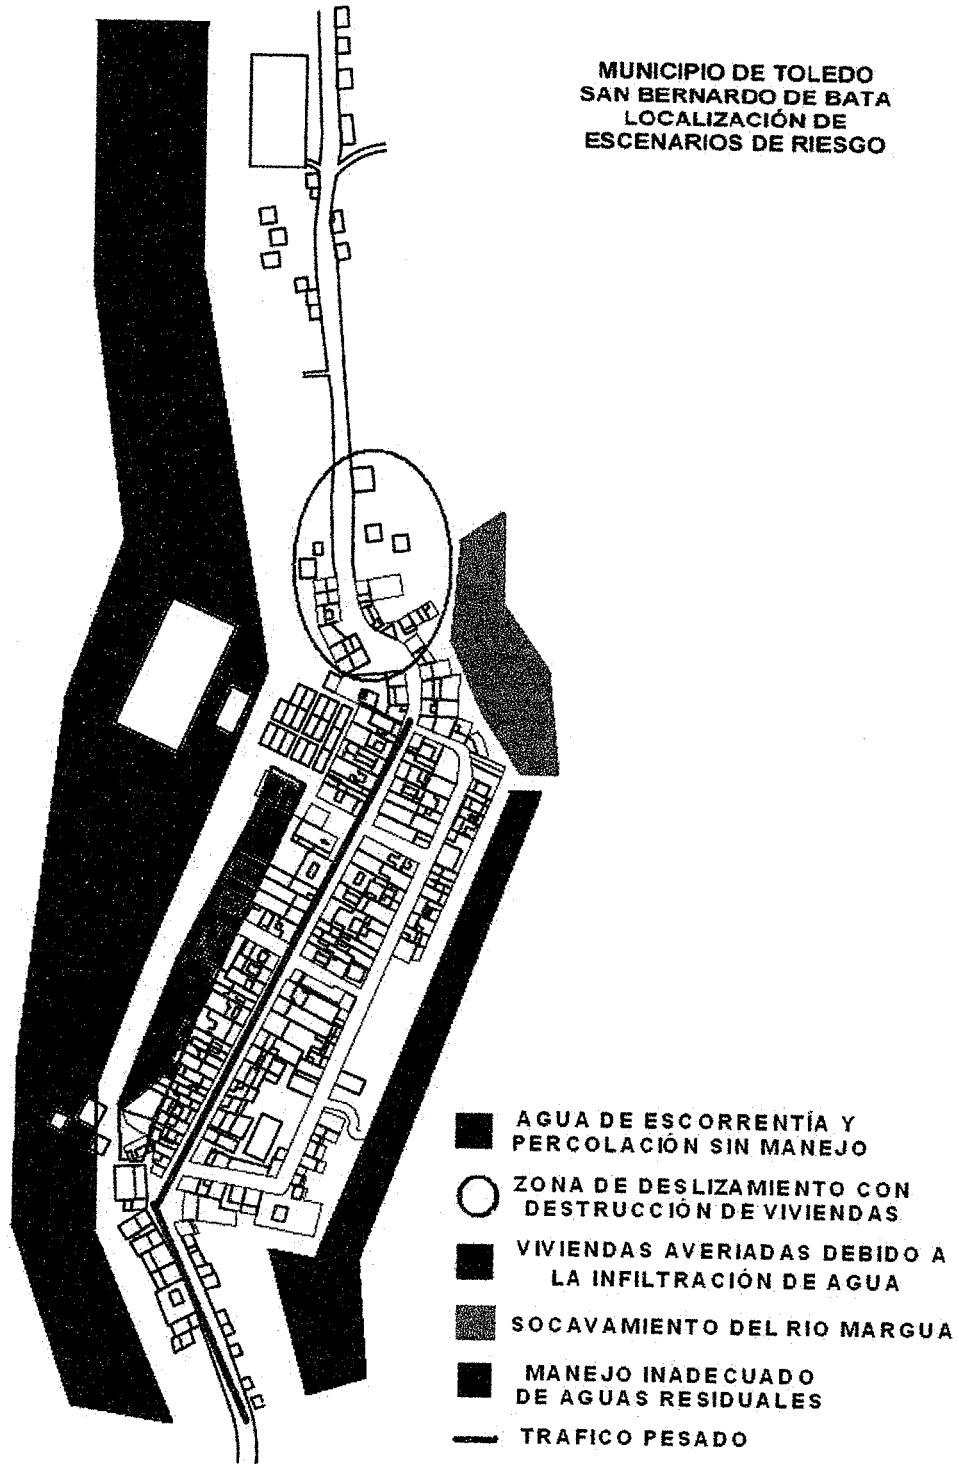 MUNICIPIO DE TOLEDO
SAN BERNARDO DE BATA
LOCALIZACIÓN DE
ESCENARIOS DE RIESGO
AGUA DE ESCORRENTÍA Y
PERCOLACIÓN SIN MANEJO
ZONA DE DESLIZAMIENTO CON
DESTRUCCIÓN DE VIVIENDAS
VIVIENDAS AVERIADAS DEBIDO A
LA INFILTRACIÓN DE AGUA
SOCAVAMIENTO DEL RIO MARGUA
MANEJO INADECUADO
DE AGUAS RESIDUALES
TRAFICO PESADO